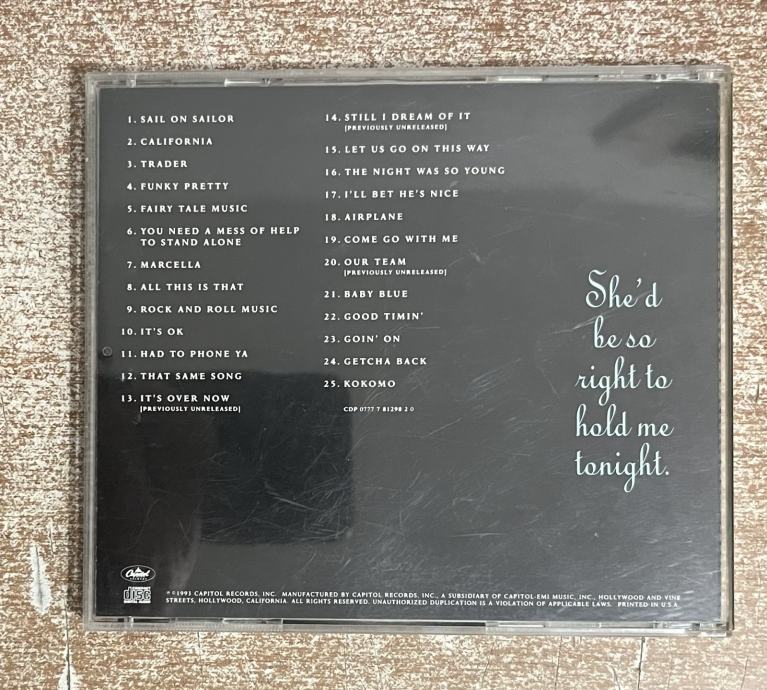 1. SAIL ON SAILOR
2. CALIFORNIA
3. TRADER
4. FUNKY PRETTY
5. FAIRY TALE MUSIC
6. YOU NEED A MESS OF HELP
TO STAND ALONE
7. MARCELLA
8. ALL THIS IS THAT
9. ROCK AND ROLL MUSIC
10. IT'S OK
11. HAD TO PHONE YA
12. THAT SAME SONG
13. IT'S OVER NOW
[PREVIOUSLY UNRELEASED]
14. STILL I DREAM OF IT
[PREVIOUSLY UNRELEASED]
15. LET US GO ON THIS WAY
16. THE NIGHT WAS SO YOUNG
17. I'LL BET HE'S NICE
18. AIRPLANE
19. COME GO WITH ME
20. OUR TEAM
[PREVIOUSLY UNRELEASED]
21. BABY BLUE
22. GOOD TIMIN'
23. GOIN' ON
24. GETCHA BACK
25. KOKOMO
CDP 0777 7 81298 2 0
She'd
be so
right to
hold me
tonight.
Capitol
disc
℗©1993 CAPITOL RECORDS, INC. MANUFACTURED BY CAPITOL RECORDS, INC., A SUBSIDIARY OF CAPITOL-EMI MUSIC, INC., HOLLYWOOD AND VINE
STREETS, HOLLYWOOD, CALIFORNIA. ALL RIGHTS RESERVED. UNAUTHORIZED DUPLICATION IS A VIOLATION OF APPLICABLE LAWS. PRINTED IN U.S.A.